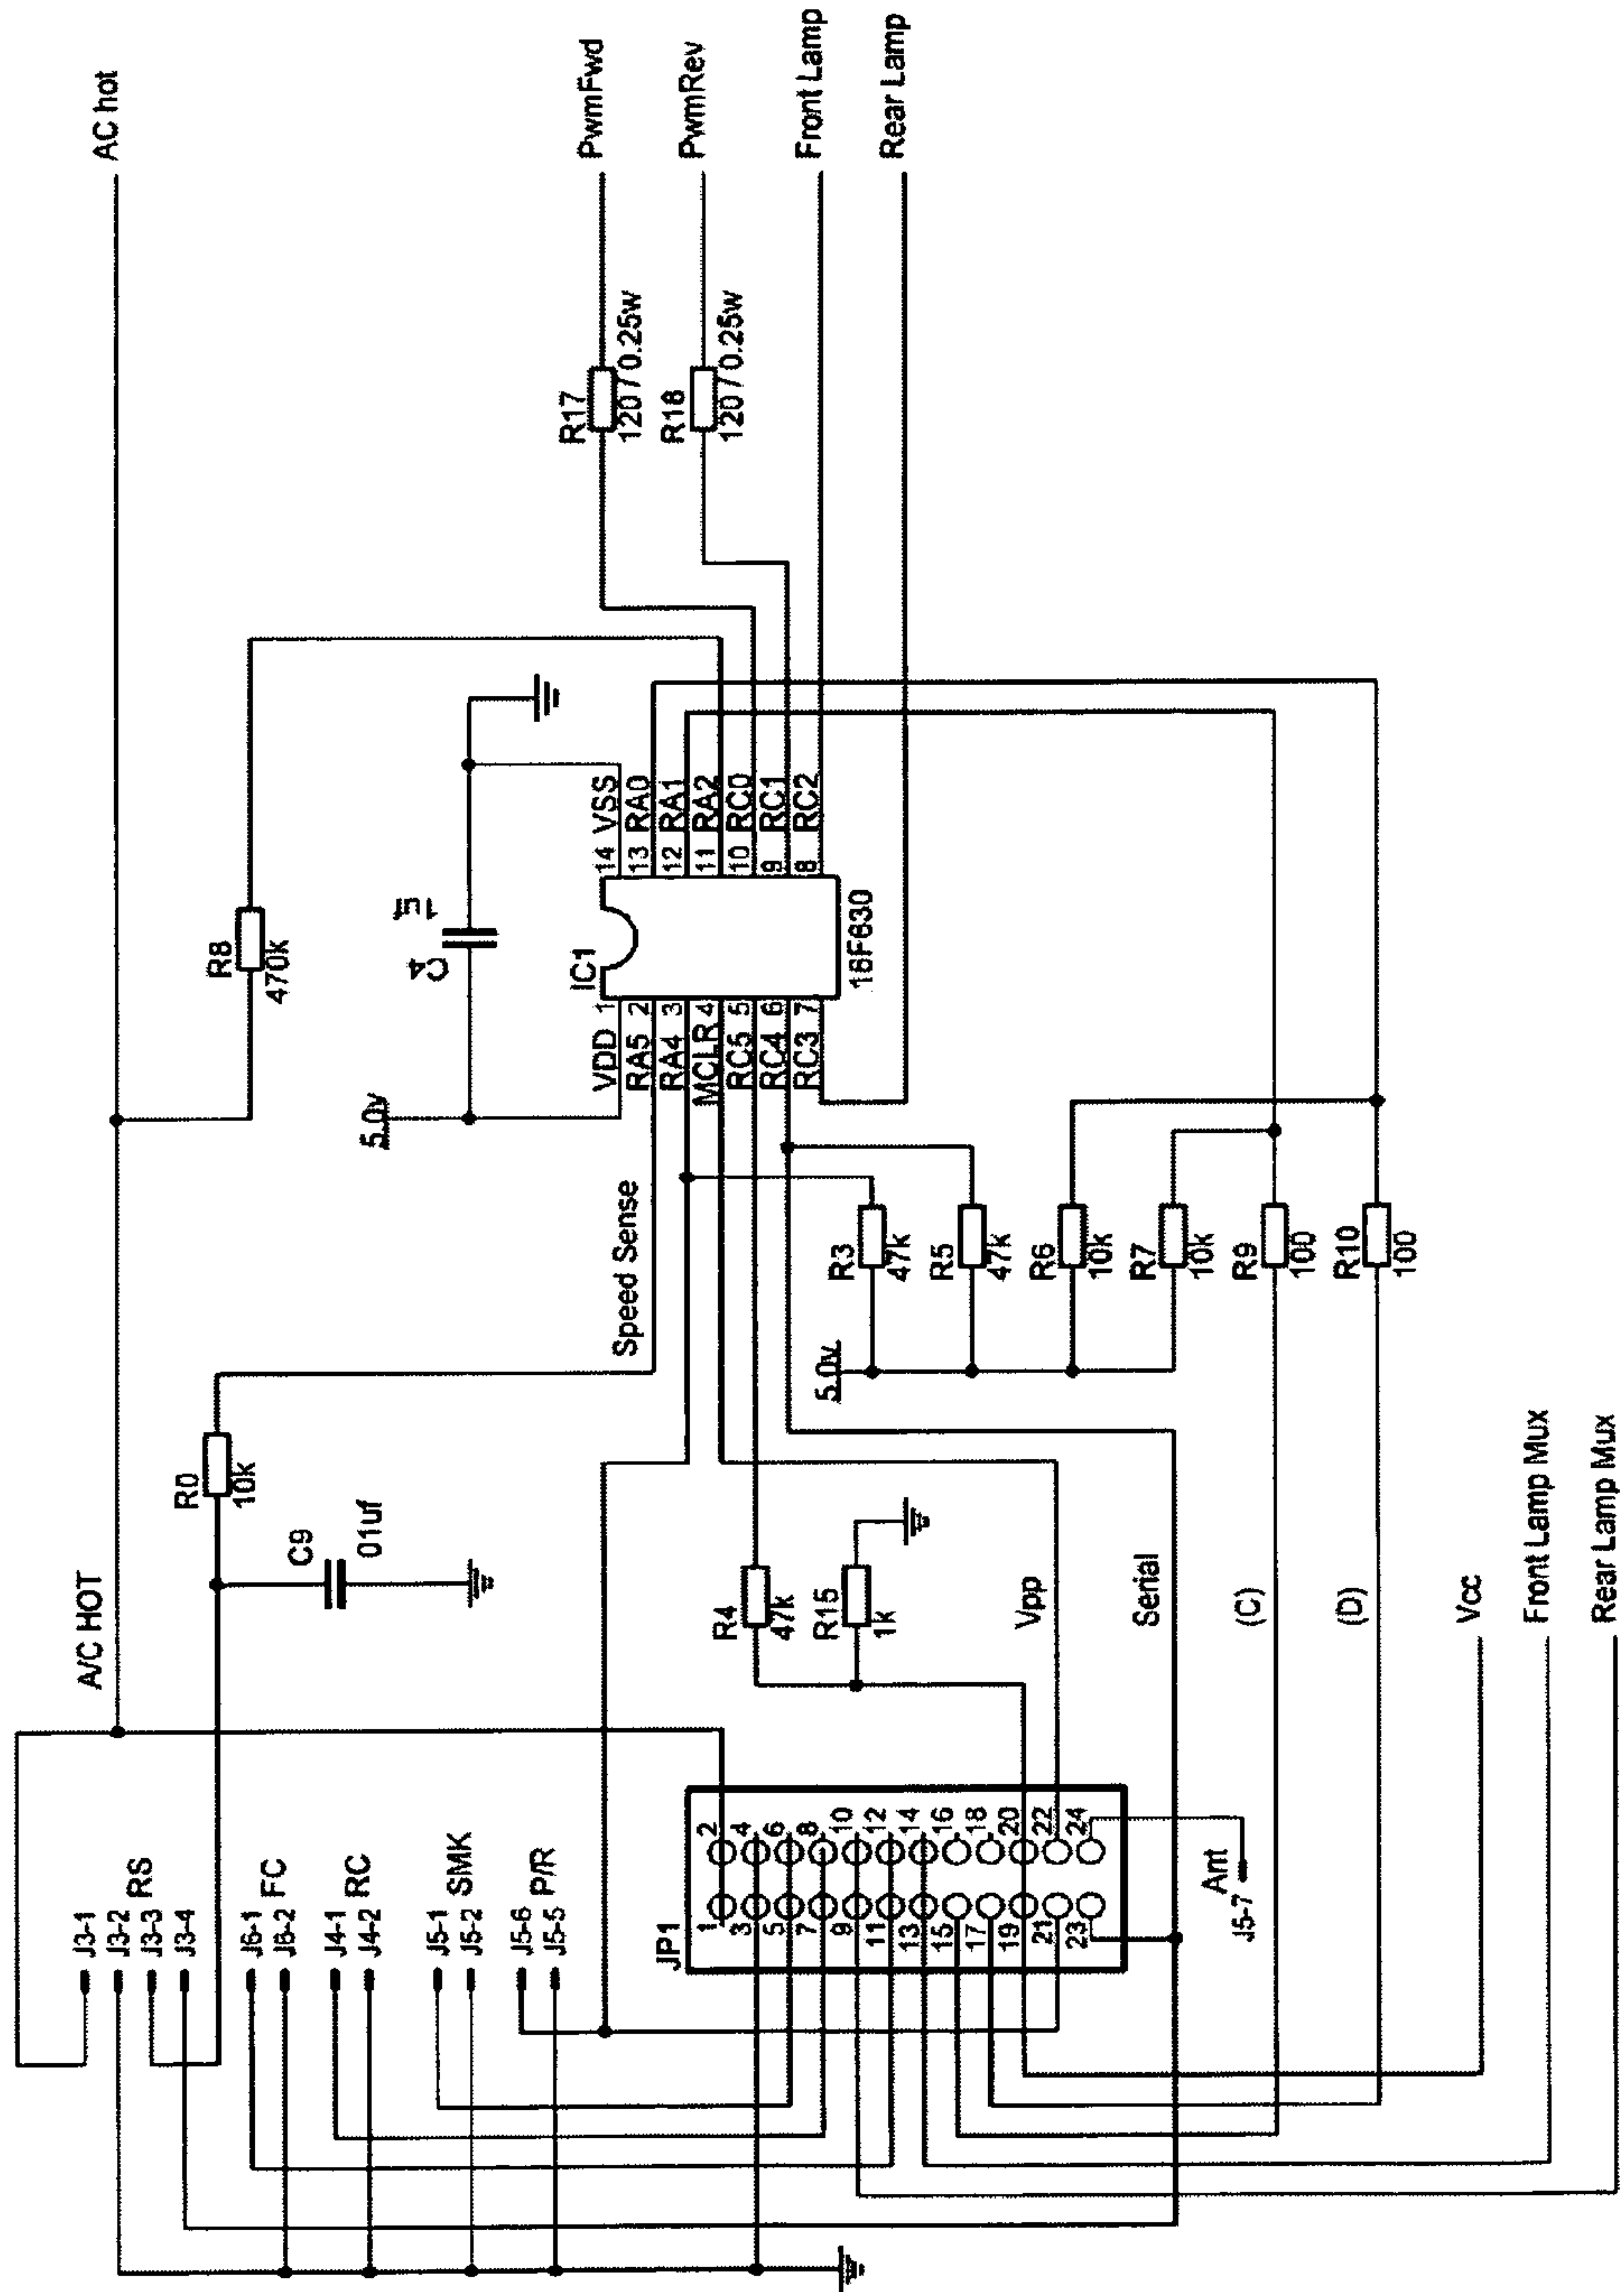 AC hot
PwmFwd
PwmRev
Front Lamp
Rear Lamp
R17
120 / 0.25w
R18
120 / 0.25w
R8
470k
C4
IC1
16F630
VDD 1
RA5 2
RA4 3
MCLR 4
RC5 5
RC4 6
RC3 7
14 VSS
13 RA0
12 RA1
11 RA2
10 RC0
9 RC1
8 RC2
5.0v
Speed Sense
R0
10k
C9
01uf
A/C HOT
R3
47k
R5
47k
R6
10k
R7
10k
R9
100
R10
100
5.0v
R4
47k
R15
1k
Vpp
Serial
(C)
(D)
Vcc
Front Lamp Mux
Rear Lamp Mux
J3-1
J3-2
J3-3
J3-4
RS
J6-1
J6-2
FC
J4-1
J4-2
RC
J5-1
J5-2
SMK
J5-6
J5-5
P/R
JP1
1 2
3 4
5 6
7 8
9 10
11 12
13 14
15 16
17 18
19 20
21 22
23 24
Ant
J5-7